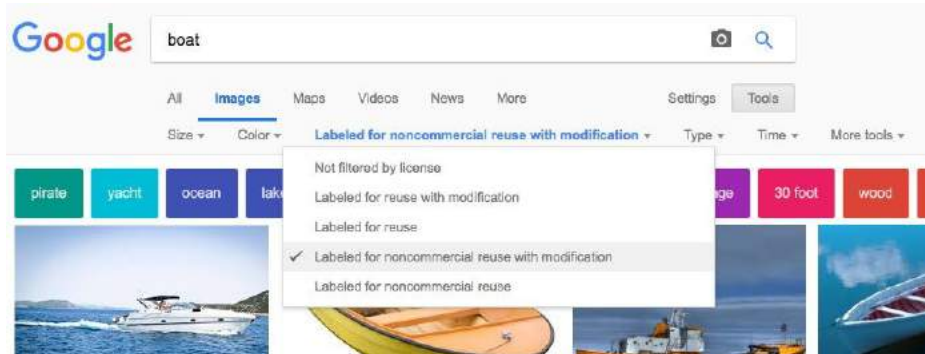 Google boat
All Images Maps Videos News More Settings Tools
Size Color Labeled for noncommercial reuse with modification Type Time More tools
Not filtered by license
Labeled for reuse with modification
Labeled for reuse
Labeled for noncommercial reuse with modification
Labeled for noncommercial reuse
pirate yacht ocean 30 foot wood